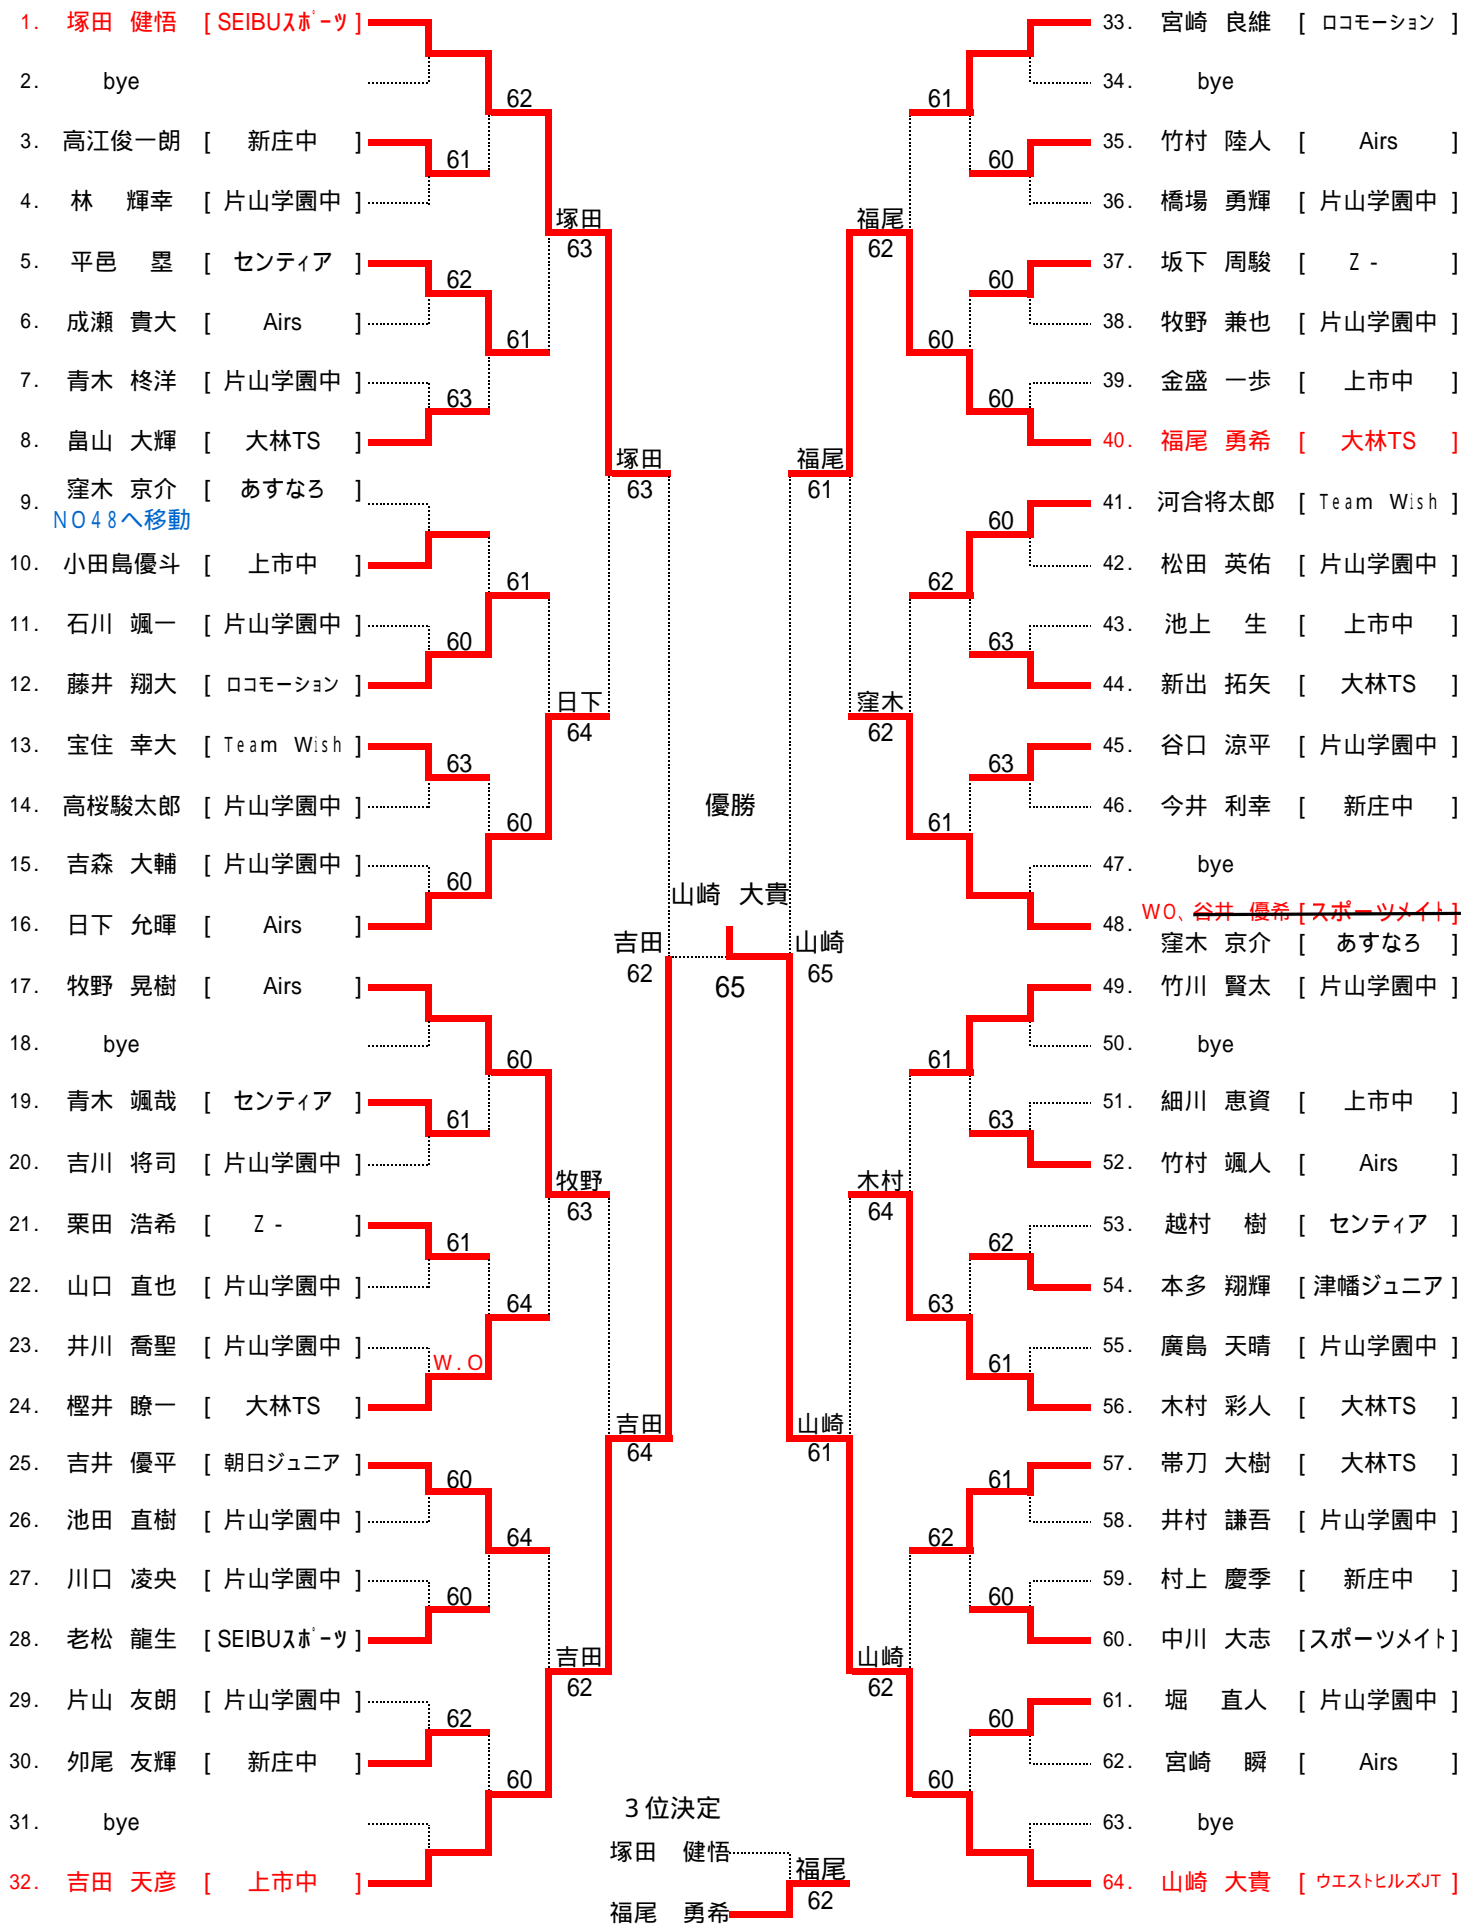 1. 塚田 健悟 [ SEIBUスポーツ ]
2. bye
62
3. 高江俊一朗 [ 新庄中 ]
61
4. 林 輝幸 [ 片山学園中 ]
塚田
63
5. 平邑 塁 [ センティア ]
62
6. 成瀬 貴大 [ Airs ]
61
7. 青木 柊洋 [ 片山学園中 ]
63
8. 畠山 大輝 [ 大林TS ]
塚田
63
9. 窪木 京介 [ あすなろ ]
NO48へ移動
10. 小田島優斗 [ 上市中 ]
61
11. 石川 颯一 [ 片山学園中 ]
60
12. 藤井 翔大 [ ロコモーション ]
日下
64
13. 宝住 幸大 [ Team Wish ]
63
14. 高桜駿太郎 [ 片山学園中 ]
60
15. 吉森 大輔 [ 片山学園中 ]
60
16. 日下 允暉 [ Airs ]
吉田
62
17. 牧野 晃樹 [ Airs ]
18. bye
60
19. 青木 颯哉 [ センティア ]
61
20. 吉川 将司 [ 片山学園中 ]
牧野
63
21. 栗田 浩希 [ Z - ]
61
22. 山口 直也 [ 片山学園中 ]
64
23. 井川 喬聖 [ 片山学園中 ]
W.O
24. 樫井 瞭一 [ 大林TS ]
吉田
64
25. 吉井 優平 [ 朝日ジュニア ]
60
26. 池田 直樹 [ 片山学園中 ]
64
27. 川口 凌央 [ 片山学園中 ]
60
28. 老松 龍生 [ SEIBUスポーツ ]
吉田
62
29. 片山 友朗 [ 片山学園中 ]
62
30. 夘尾 友輝 [ 新庄中 ]
60
31. bye
32. 吉田 天彦 [ 上市中 ]
優勝
山崎 大貴
65
3位決定
塚田 健悟
福尾
62
福尾 勇希
33. 宮崎 良維 [ ロコモーション ]
34. bye
61
35. 竹村 陸人 [ Airs ]
60
36. 橋場 勇輝 [ 片山学園中 ]
福尾
62
37. 坂下 周駿 [ Z - ]
60
38. 牧野 兼也 [ 片山学園中 ]
60
39. 金盛 一歩 [ 上市中 ]
60
40. 福尾 勇希 [ 大林TS ]
福尾
61
41. 河合将太郎 [ Team Wish ]
60
42. 松田 英佑 [ 片山学園中 ]
62
43. 池上 生 [ 上市中 ]
63
44. 新出 拓矢 [ 大林TS ]
窪木
62
45. 谷口 涼平 [ 片山学園中 ]
63
46. 今井 利幸 [ 新庄中 ]
61
47. bye
48. WO、谷井 優希 [ スポーツメイト ]
窪木 京介 [ あすなろ ]
山崎
65
49. 竹川 賢太 [ 片山学園中 ]
50. bye
61
51. 細川 恵資 [ 上市中 ]
63
52. 竹村 颯人 [ Airs ]
木村
64
53. 越村 樹 [ センティア ]
62
54. 本多 翔輝 [ 津幡ジュニア ]
63
55. 廣島 天晴 [ 片山学園中 ]
61
56. 木村 彩人 [ 大林TS ]
山崎
61
57. 帯刀 大樹 [ 大林TS ]
61
58. 井村 謙吾 [ 片山学園中 ]
62
59. 村上 慶季 [ 新庄中 ]
60
60. 中川 大志 [ スポーツメイト ]
山崎
62
61. 堀 直人 [ 片山学園中 ]
60
62. 宮崎 瞬 [ Airs ]
60
63. bye
64. 山崎 大貴 [ ウエストヒルズJT ]